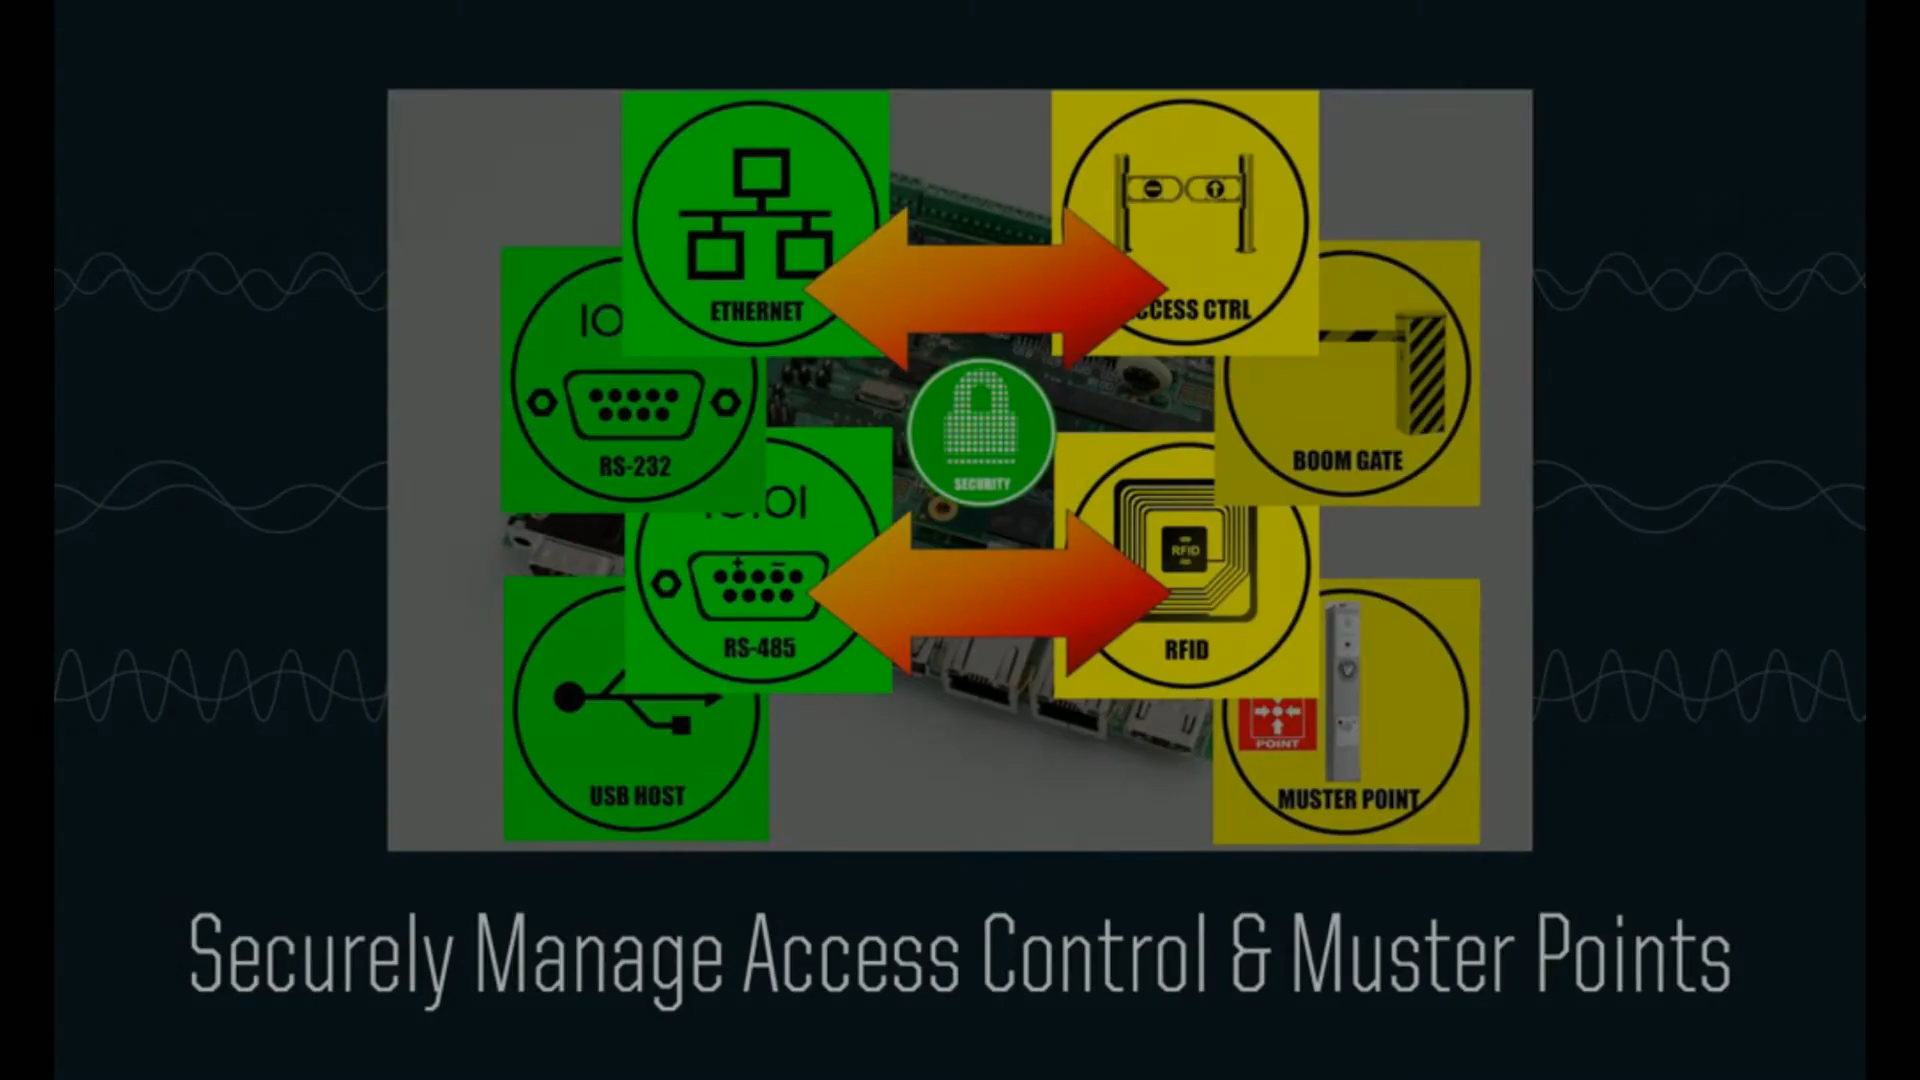 ETHERNET
CCESS CTRL
RS-232
BOOM GATE
SECURITY
RFID
RS-485
RFID
POINT
USB HOST
MUSTER POINT
Securely Manage Access Control & Muster Points